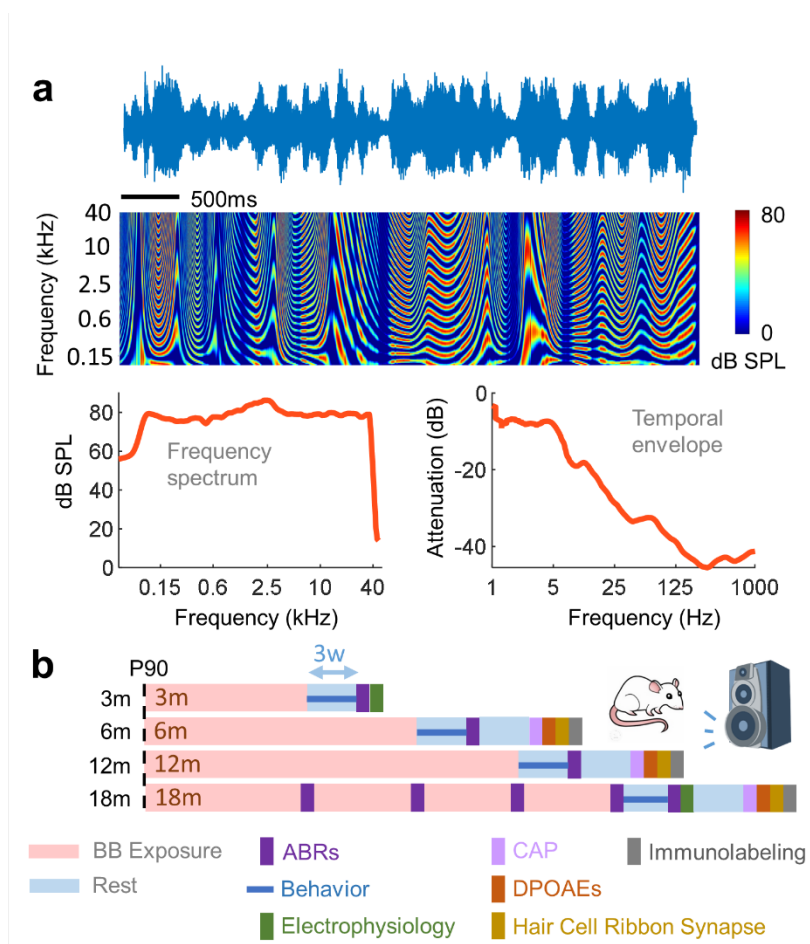 a
500ms
Frequency (kHz)
40
10
2.5
0.6
0.15
80
0
dB SPL
dB SPL
80
60
40
20
0
Frequency
spectrum
0.15 0.6 2.5 10 40
Frequency (kHz)
Attenuation (dB)
0
-20
-40
Temporal
envelope
1 5 25 125 1000
Frequency (Hz)
b
P90
3w
3m 3m
6m 6m
12m 12m
18m 18m
BB Exposure ABRs CAP Immunolabeling
Rest Behavior DPOAEs
Electrophysiology Hair Cell Ribbon Synapse